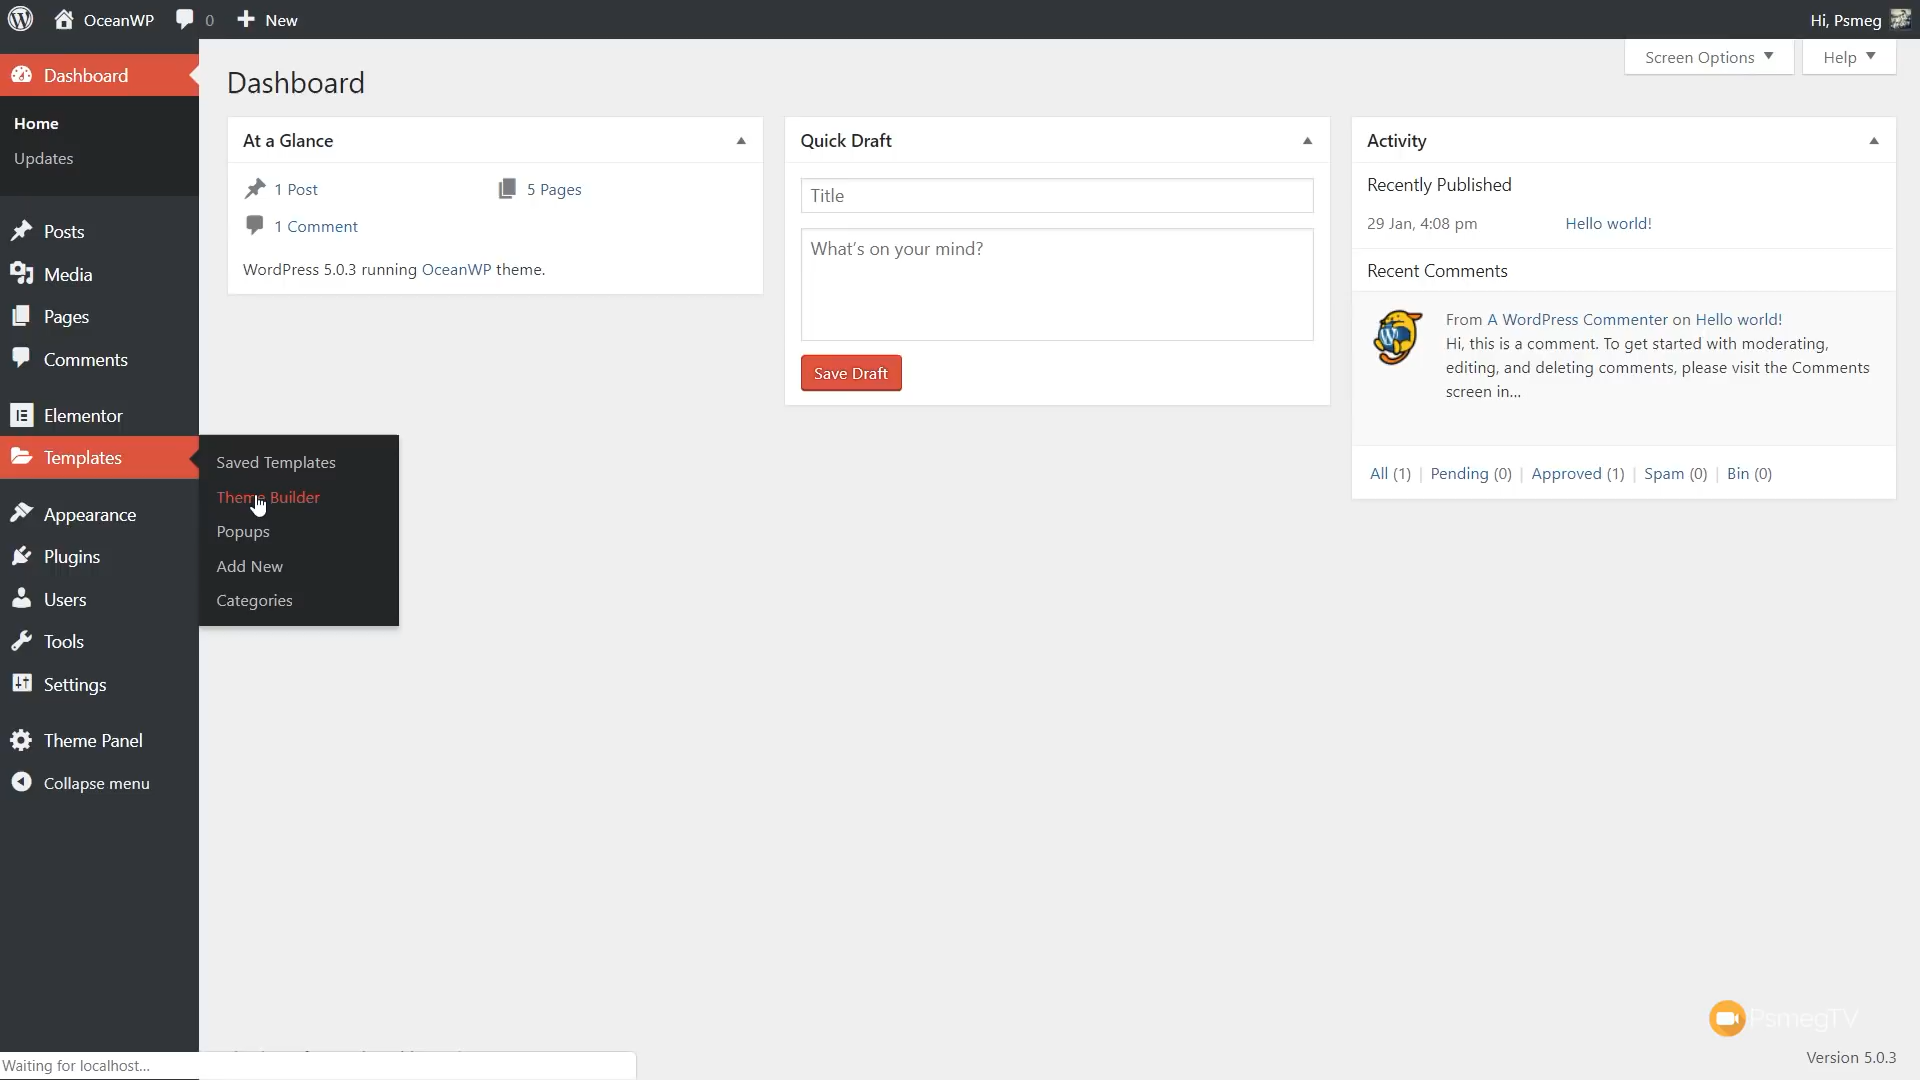 OceanWP 0 New Hi, Psmeg
Screen Options Help
Dashboard
Home
Updates
Posts
Media
Pages
Comments
Elementor
Templates
Appearance
Plugins
Users
Tools
Settings
Theme Panel
Collapse menu
Saved Templates
Theme Builder
Popups
Add New
Categories
Dashboard
At a Glance
1 Post 5 Pages
1 Comment
WordPress 5.0.3 running OceanWP theme.
Quick Draft
Title
What's on your mind?
Save Draft
Activity
Recently Published
29 Jan, 4:08 pm Hello world!
Recent Comments
From A WordPress Commenter on Hello world!
Hi, this is a comment. To get started with moderating,
editing, and deleting comments, please visit the Comments
screen in...
All (1) | Pending (0) | Approved (1) | Spam (0) | Bin (0)
PsmegTV
Version 5.0.3
Waiting for localhost...